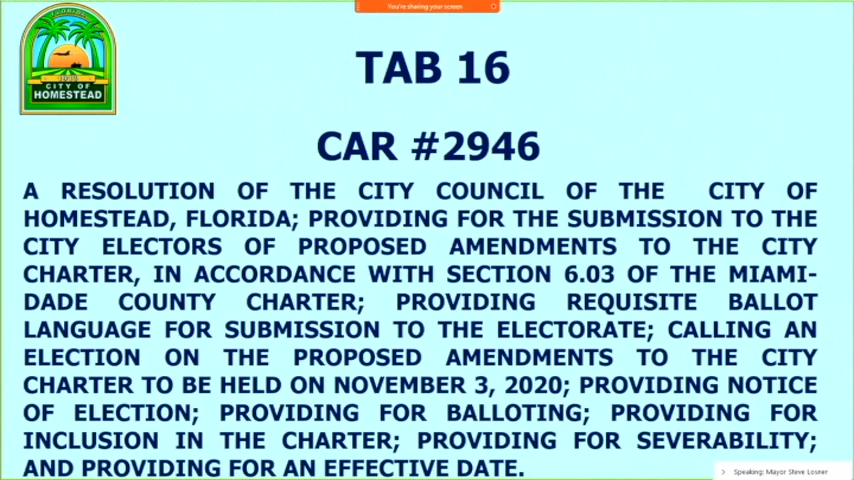 You're sharing your screen
FLORIDA
1913
CITY OF
HOMESTEAD
TAB 16
CAR #2946
A RESOLUTION OF THE CITY COUNCIL OF THE CITY OF
HOMESTEAD, FLORIDA; PROVIDING FOR THE SUBMISSION TO THE
CITY ELECTORS OF PROPOSED AMENDMENTS TO THE CITY
CHARTER, IN ACCORDANCE WITH SECTION 6.03 OF THE MIAMI-
DADE COUNTY CHARTER; PROVIDING REQUISITE BALLOT
LANGUAGE FOR SUBMISSION TO THE ELECTORATE; CALLING AN
ELECTION ON THE PROPOSED AMENDMENTS TO THE CITY
CHARTER TO BE HELD ON NOVEMBER 3, 2020; PROVIDING NOTICE
OF ELECTION; PROVIDING FOR BALLOTING; PROVIDING FOR
INCLUSION IN THE CHARTER; PROVIDING FOR SEVERABILITY;
AND PROVIDING FOR AN EFFECTIVE DATE.
Speaking: Mayor Steve Losner